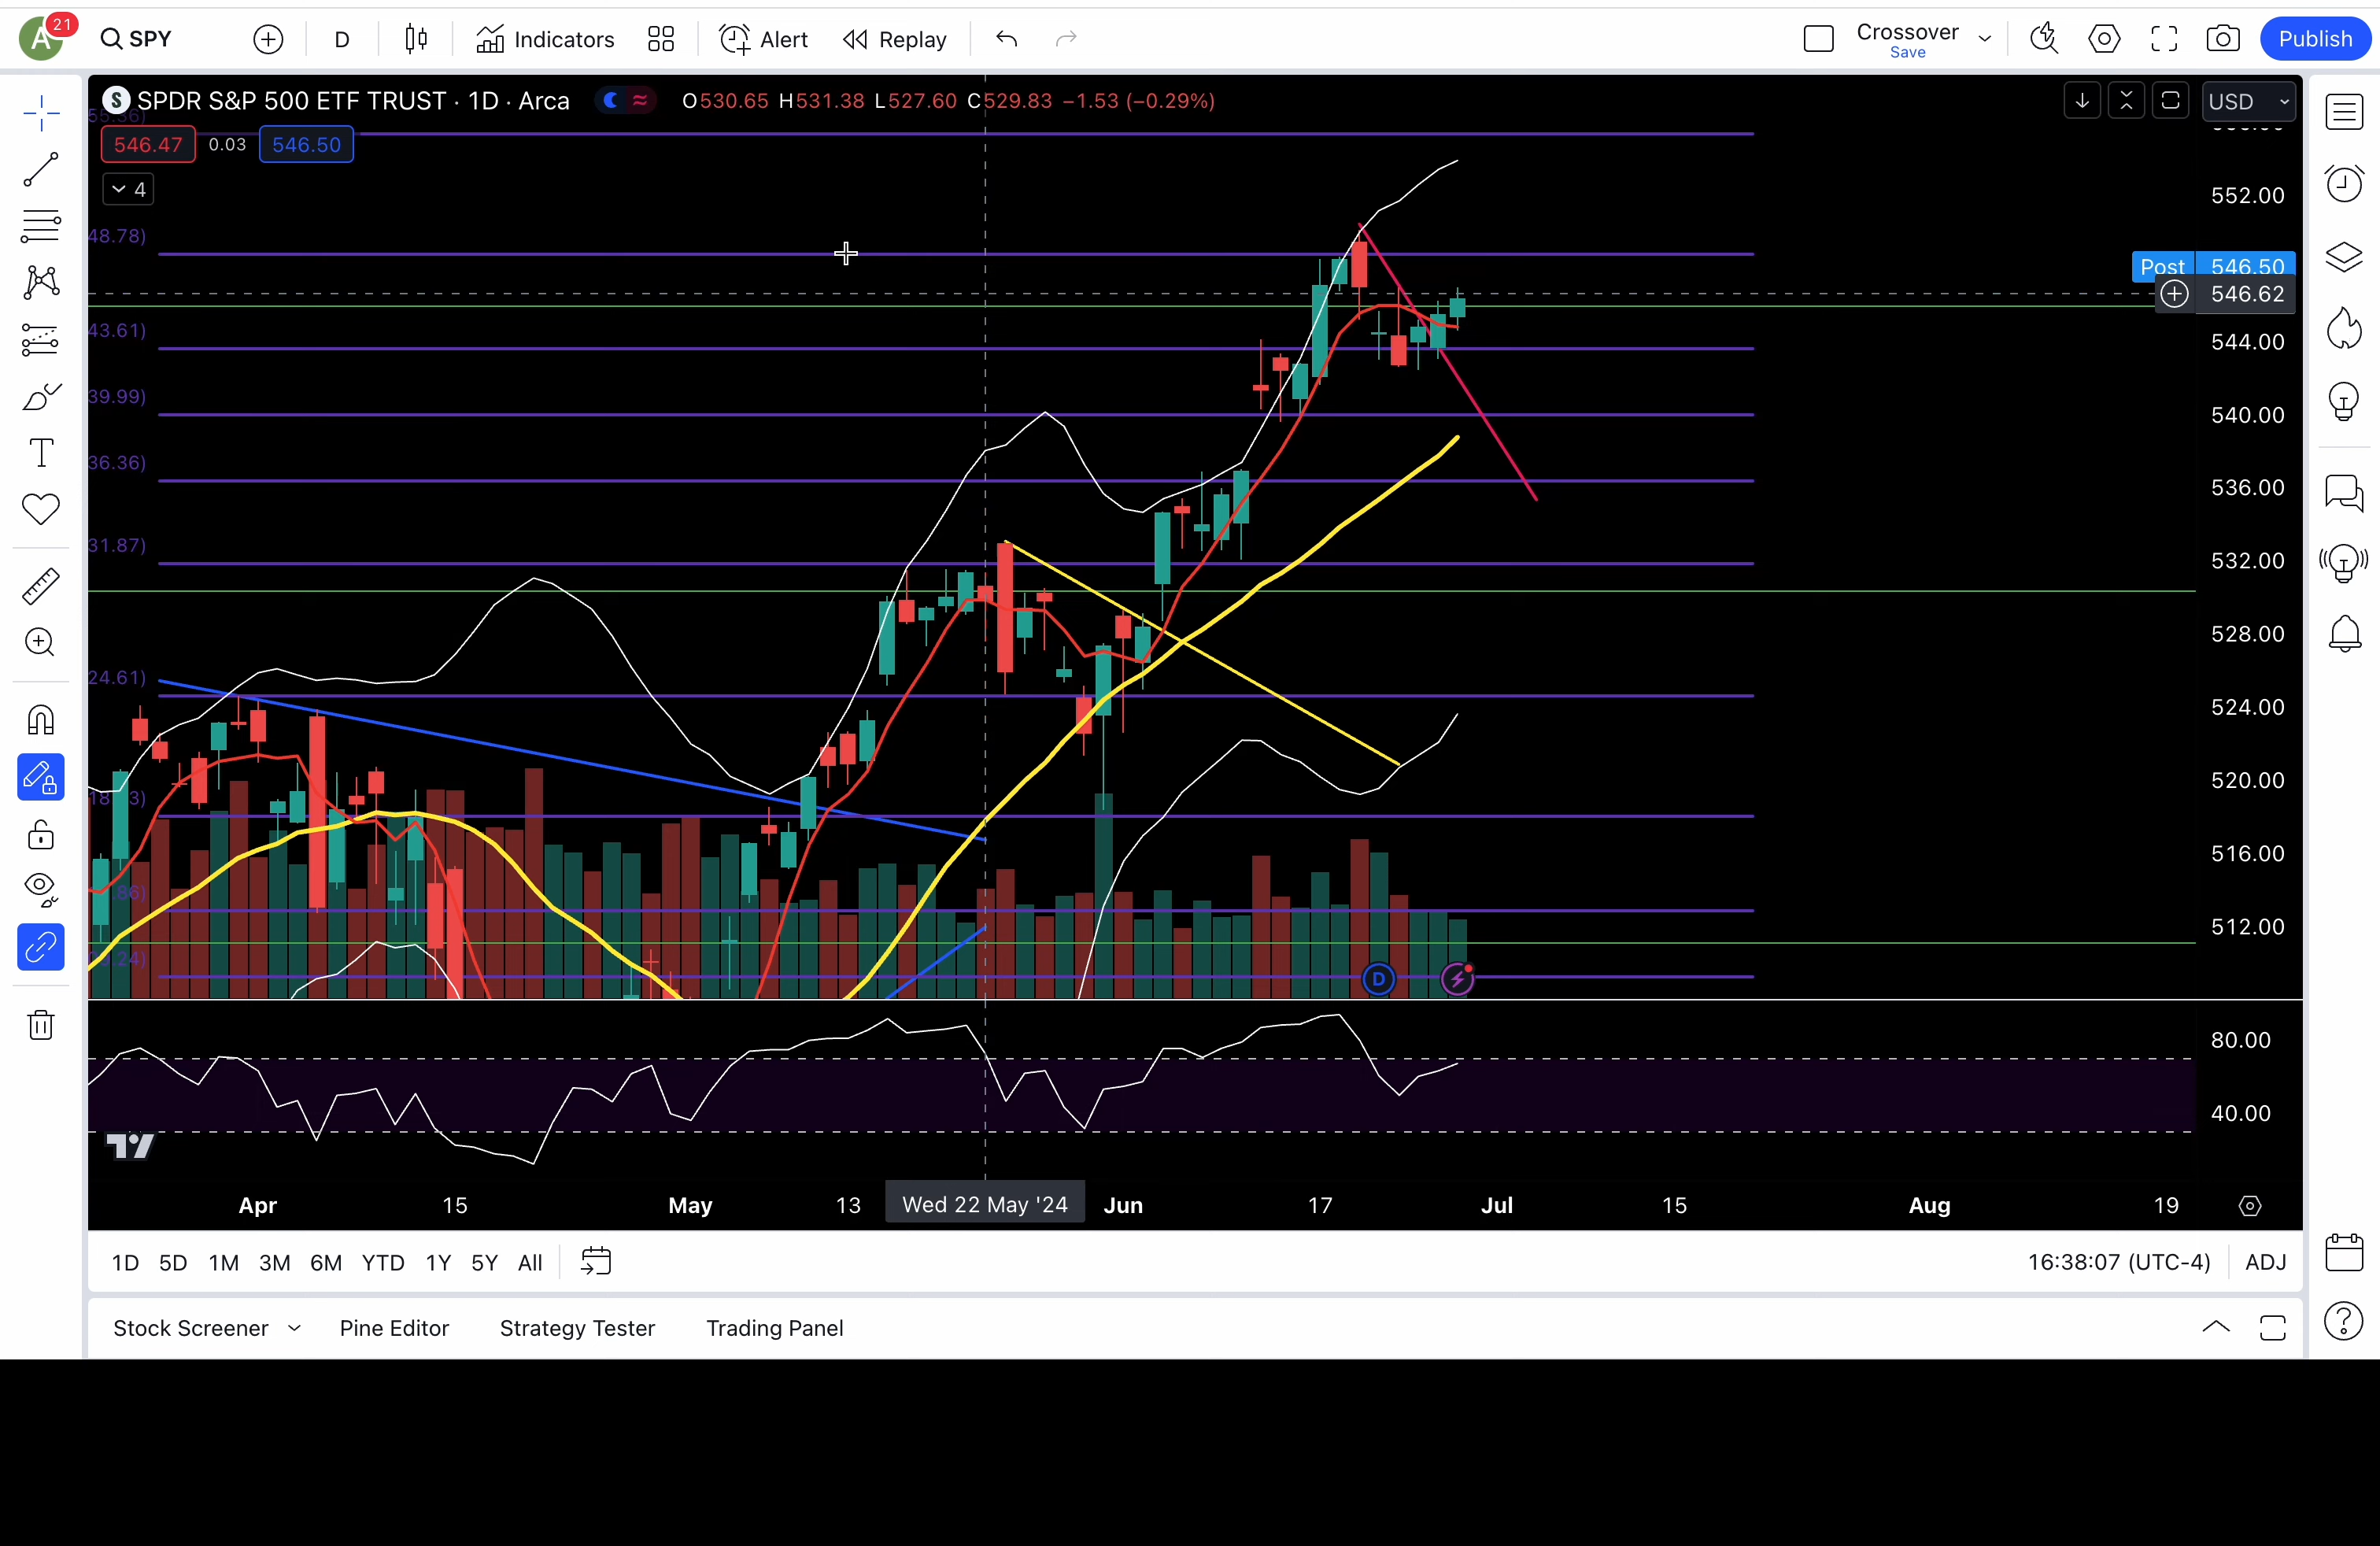 A 21 SPY D Indicators Alert Replay Crossover Save Publish
S SPDR S&P 500 ETF TRUST · 1D · Arca O530.65 H531.38 L527.60 C529.83 −1.53 (−0.29%) USD
546.47 0.03 546.50
4
552.00
48.78)
Post 546.50
546.62
43.61)
544.00
39.99)
540.00
36.36)
536.00
31.87)
532.00
528.00
24.61)
524.00
520.00
516.00
512.00
D
80.00
40.00
Apr 15 May 13 Wed 22 May '24 Jun 17 Jul 15 Aug 19
1D 5D 1M 3M 6M YTD 1Y 5Y All 16:38:07 (UTC-4) ADJ
Stock Screener Pine Editor Strategy Tester Trading Panel